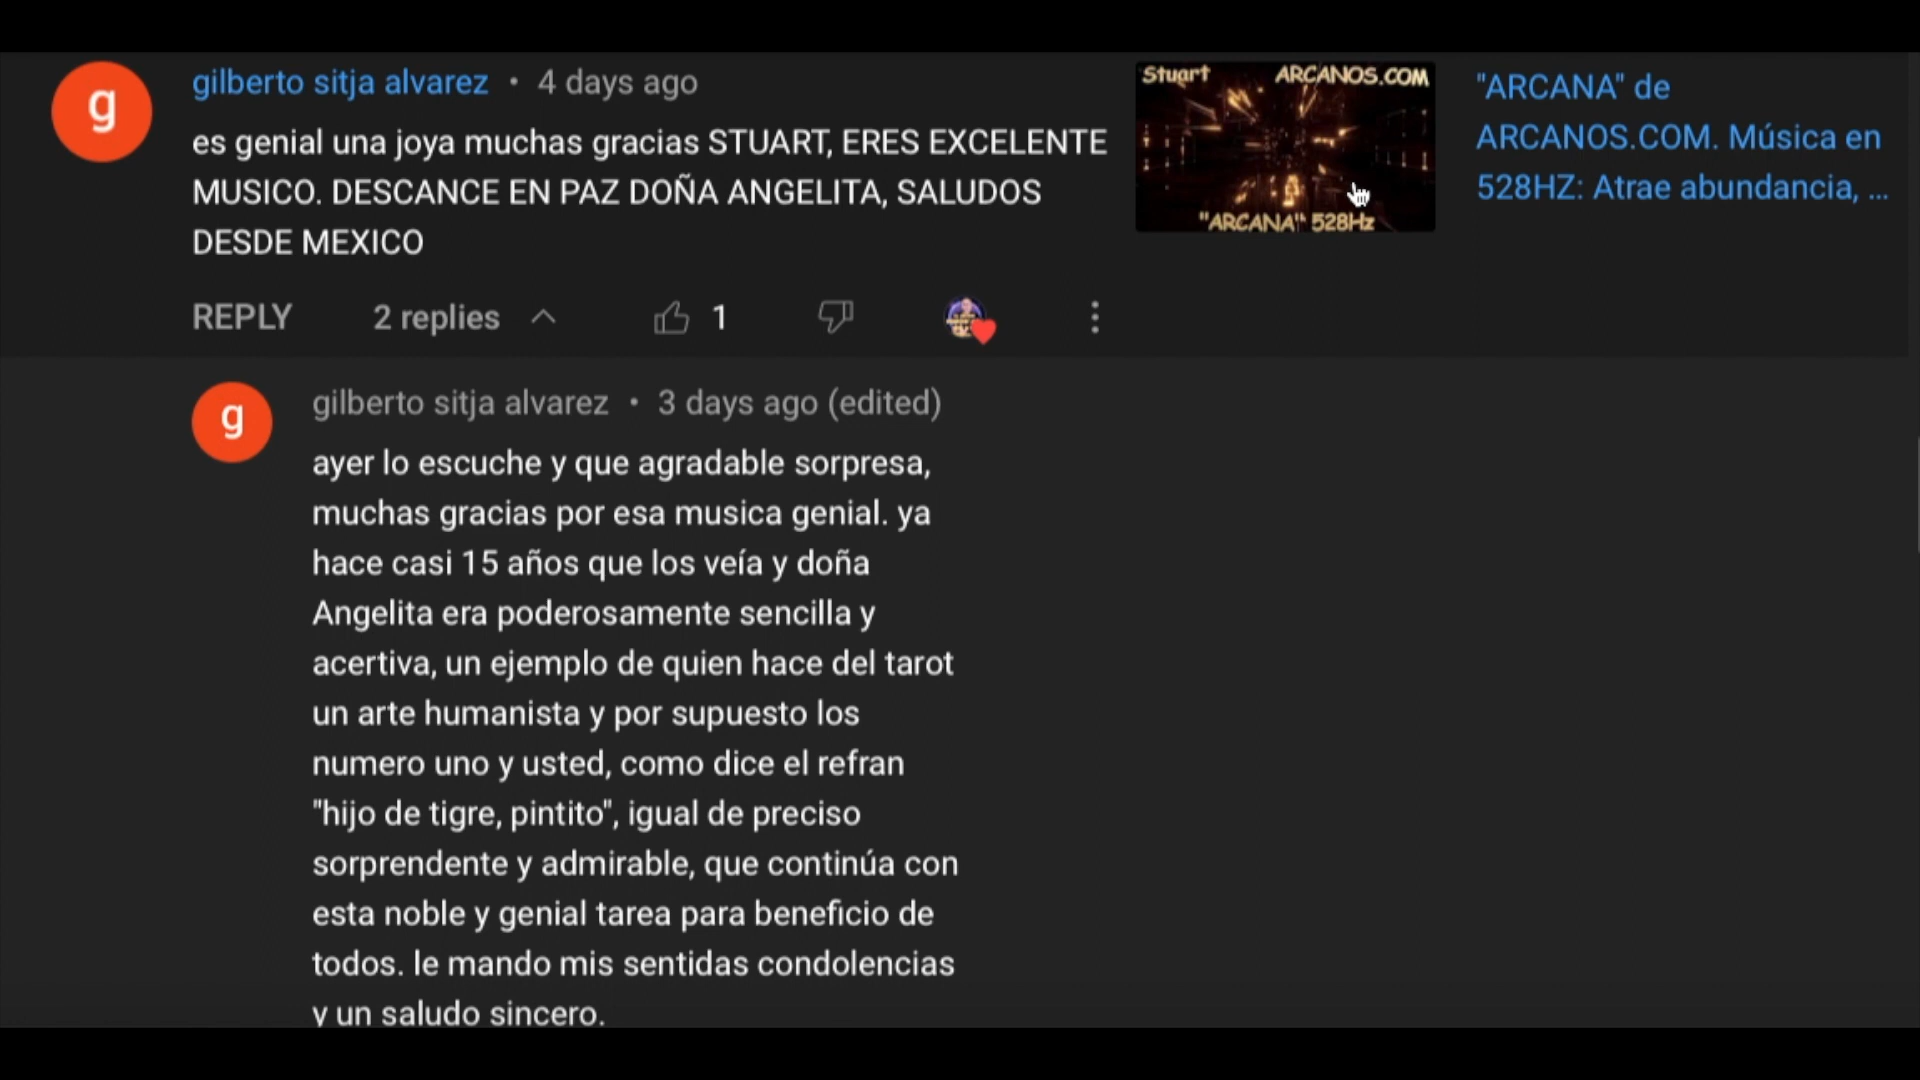 g
gilberto sitja alvarez • 4 days ago
es genial una joya muchas gracias STUART, ERES EXCELENTE
MUSICO. DESCANCE EN PAZ DOÑA ANGELITA, SALUDOS
DESDE MEXICO
Stuart ARCANOS.COM
"ARCANA" 528Hz
"ARCANA" de
ARCANOS.COM. Música en
528HZ: Atrae abundancia, ...
REPLY 2 replies 1
g
gilberto sitja alvarez • 3 days ago (edited)
ayer lo escuche y que agradable sorpresa,
muchas gracias por esa musica genial. ya
hace casi 15 años que los veía y doña
Angelita era poderosamente sencilla y
acertiva, un ejemplo de quien hace del tarot
un arte humanista y por supuesto los
numero uno y usted, como dice el refran
"hijo de tigre, pintito", igual de preciso
sorprendente y admirable, que continúa con
esta noble y genial tarea para beneficio de
todos. le mando mis sentidas condolencias
y un saludo sincero.